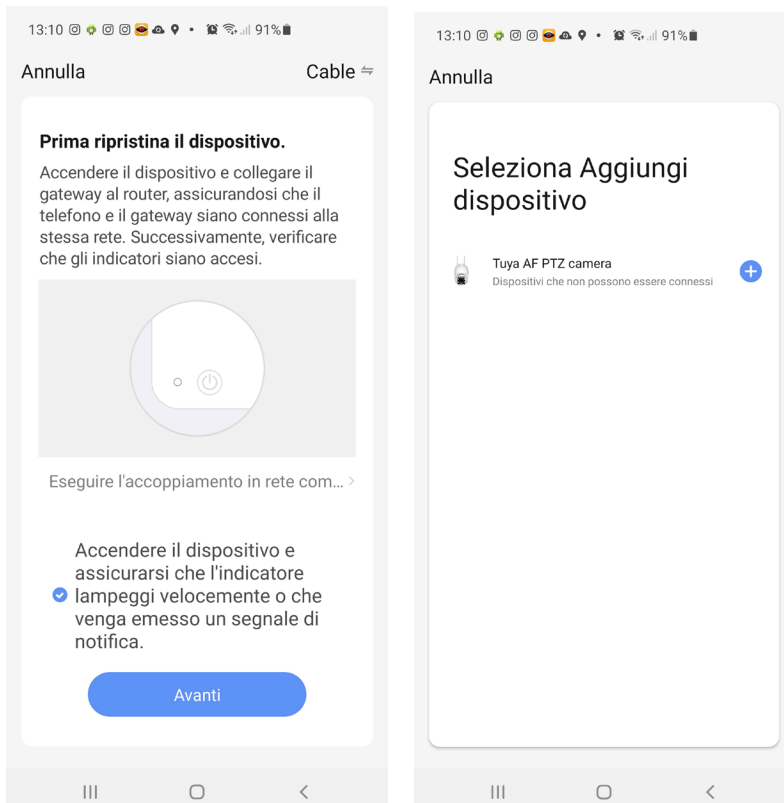 13:10 91%
Annulla Cable
Prima ripristina il dispositivo.
Accendere il dispositivo e collegare il
gateway al router, assicurandosi che il
telefono e il gateway siano connessi alla
stessa rete. Successivamente, verificare
che gli indicatori siano accesi.
Eseguire l'accoppiamento in rete com...
Accendere il dispositivo e
assicurarsi che l'indicatore
lampeggi velocemente o che
venga emesso un segnale di
notifica.
Avanti
13:10 91%
Annulla
Seleziona Aggiungi
dispositivo
Tuya AF PTZ camera
Dispositivi che non possono essere connessi